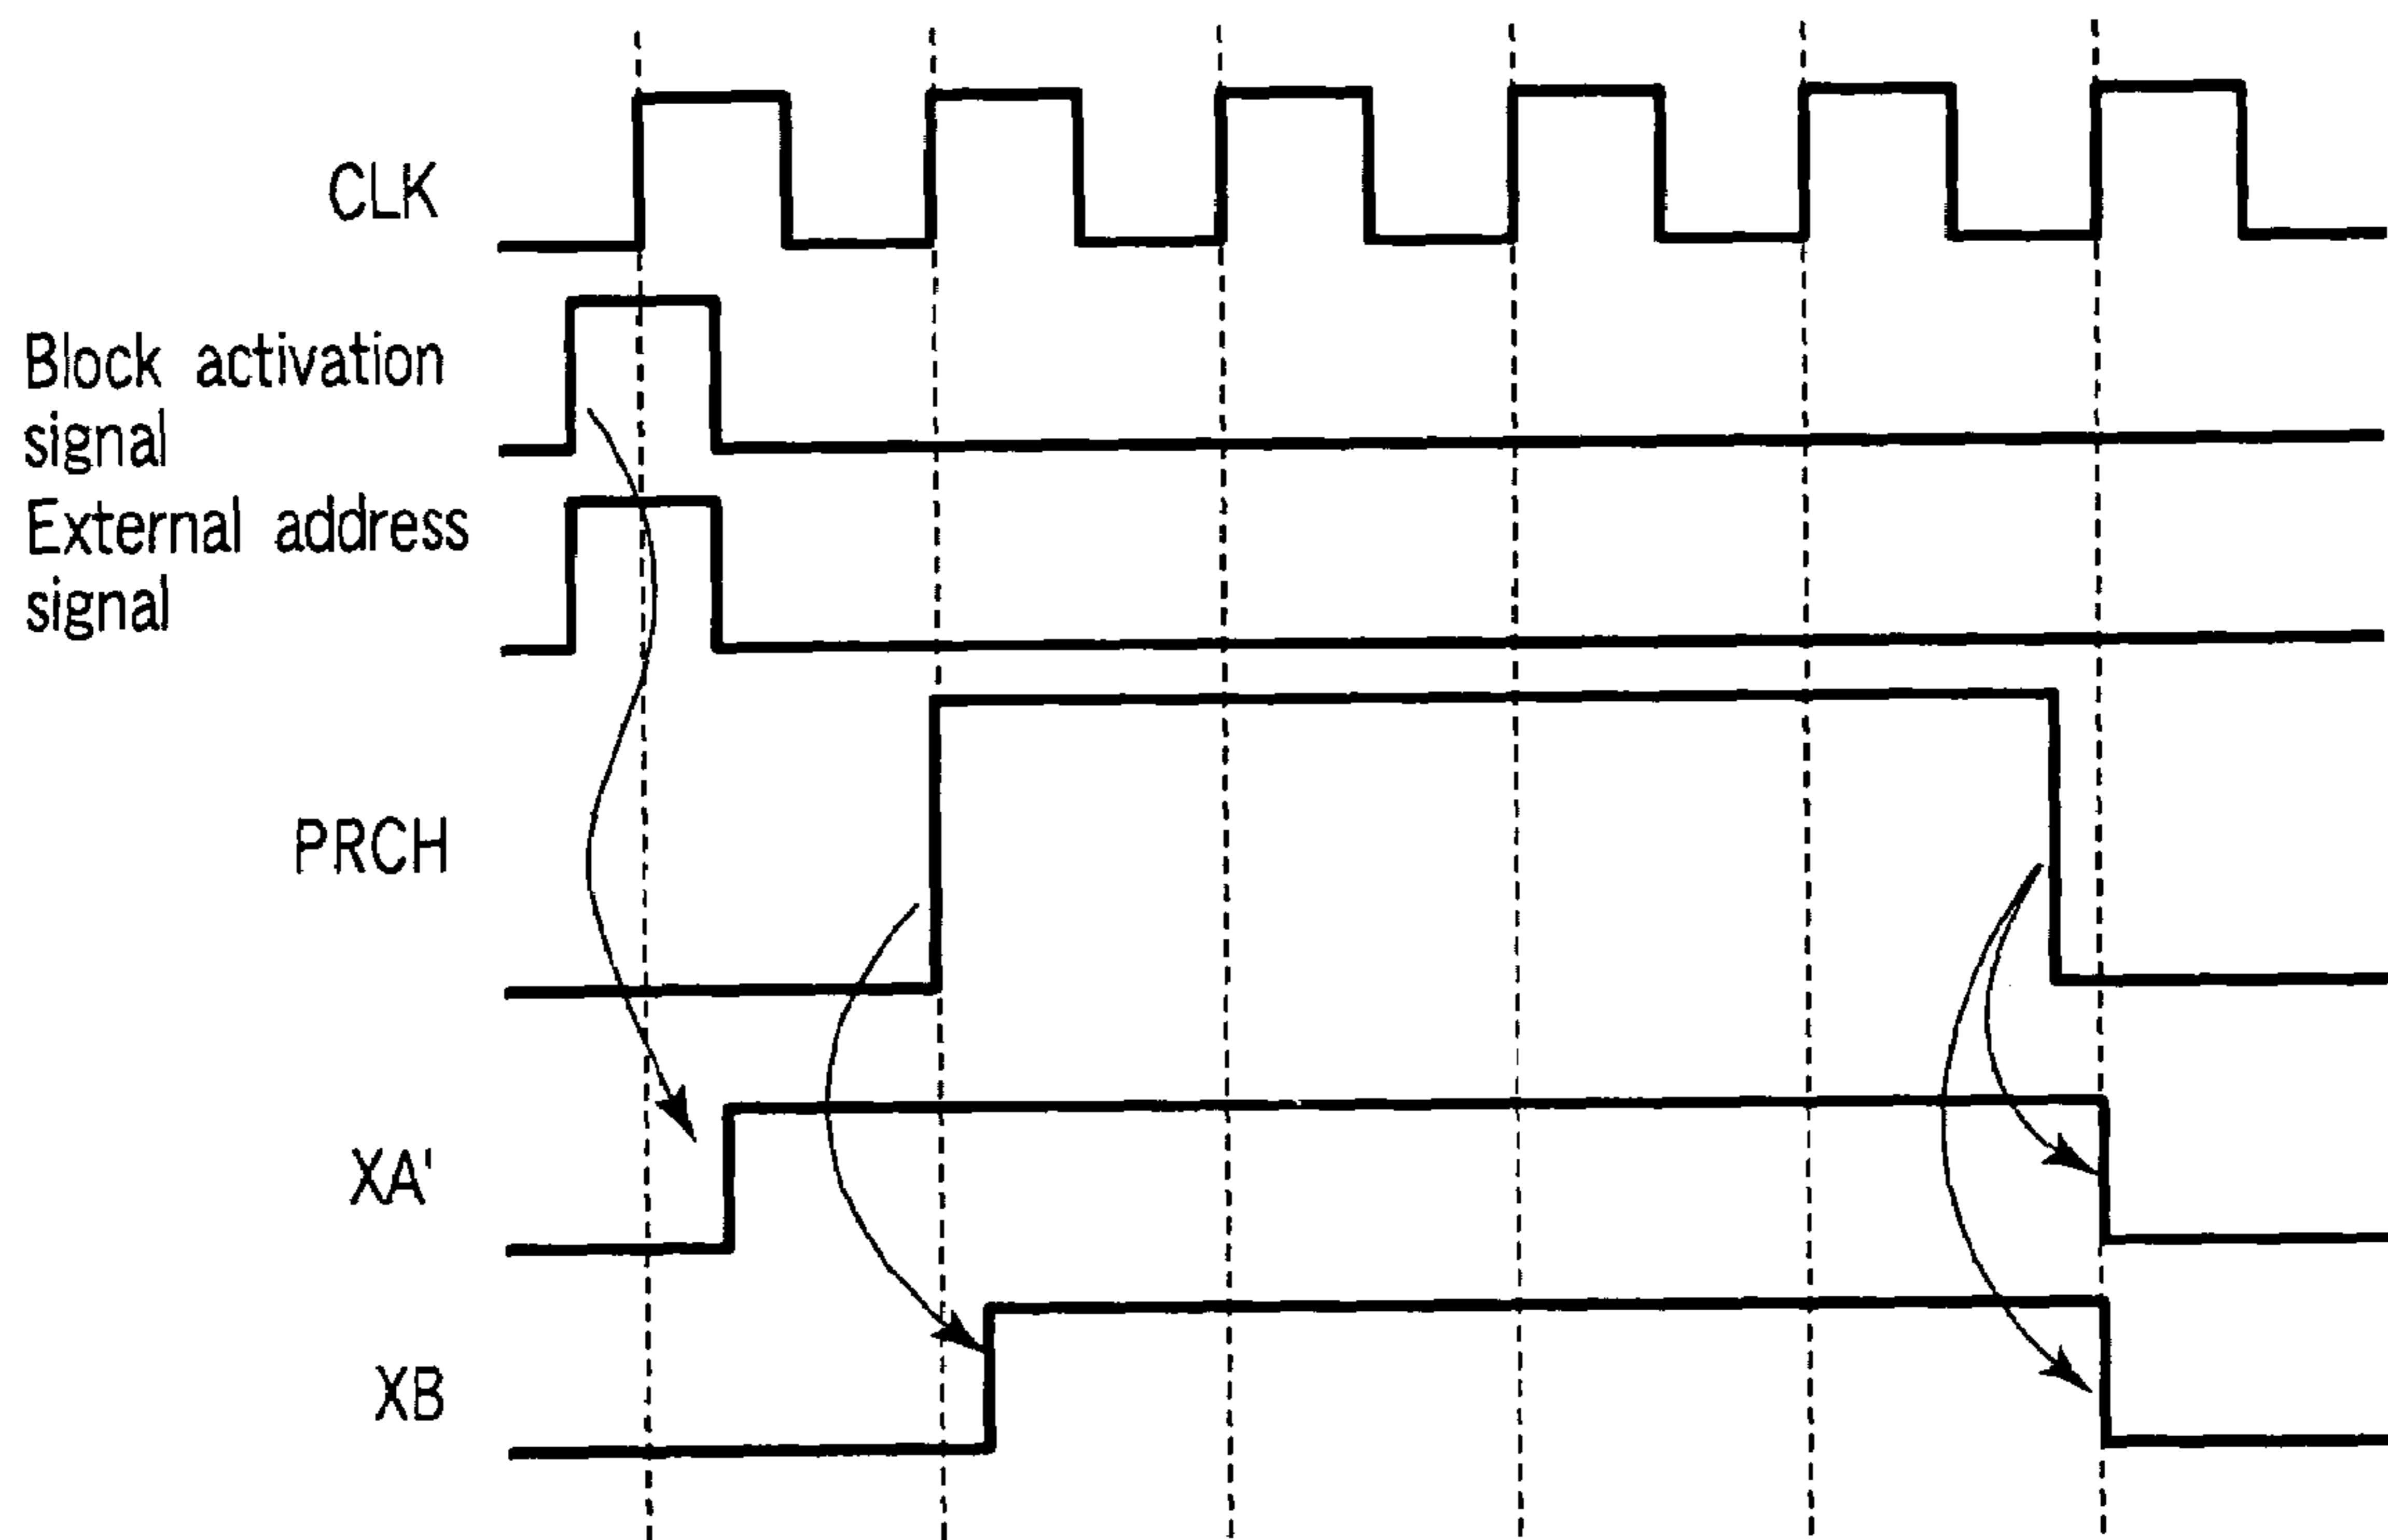 CLK
Block activation
signal
External address
signal
PRCH
XA'
XB